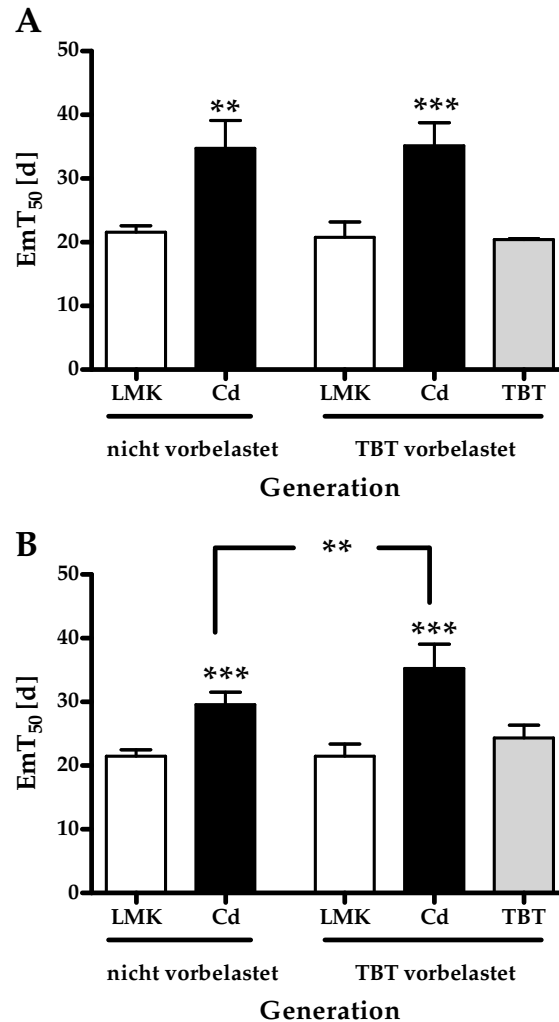 A
50
40
30
20
10
0
EmT50 [d]
** ***
LMK Cd LMK Cd TBT
nicht vorbelastet TBT vorbelastet
Generation
B
**
50
40
30
20
10
0
EmT50 [d]
*** ***
LMK Cd LMK Cd TBT
nicht vorbelastet TBT vorbelastet
Generation